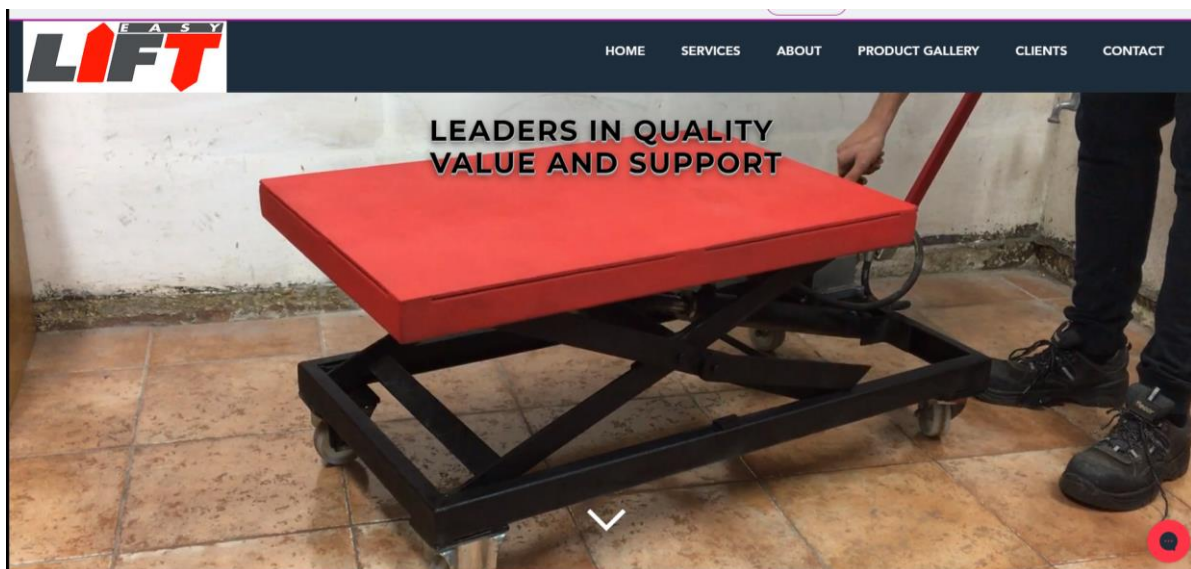 EASY
LIFT
HOME SERVICES ABOUT PRODUCT GALLERY CLIENTS CONTACT
LEADERS IN QUALITY
VALUE AND SUPPORT